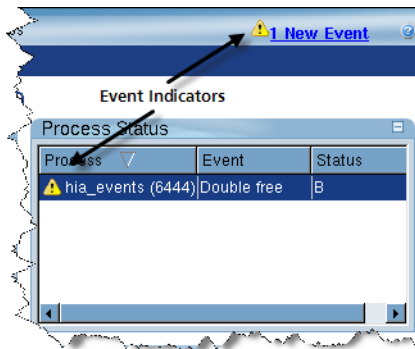 1 New Event
Event Indicators
Process Status
Process Event Status
hia_events (6444) Double free B